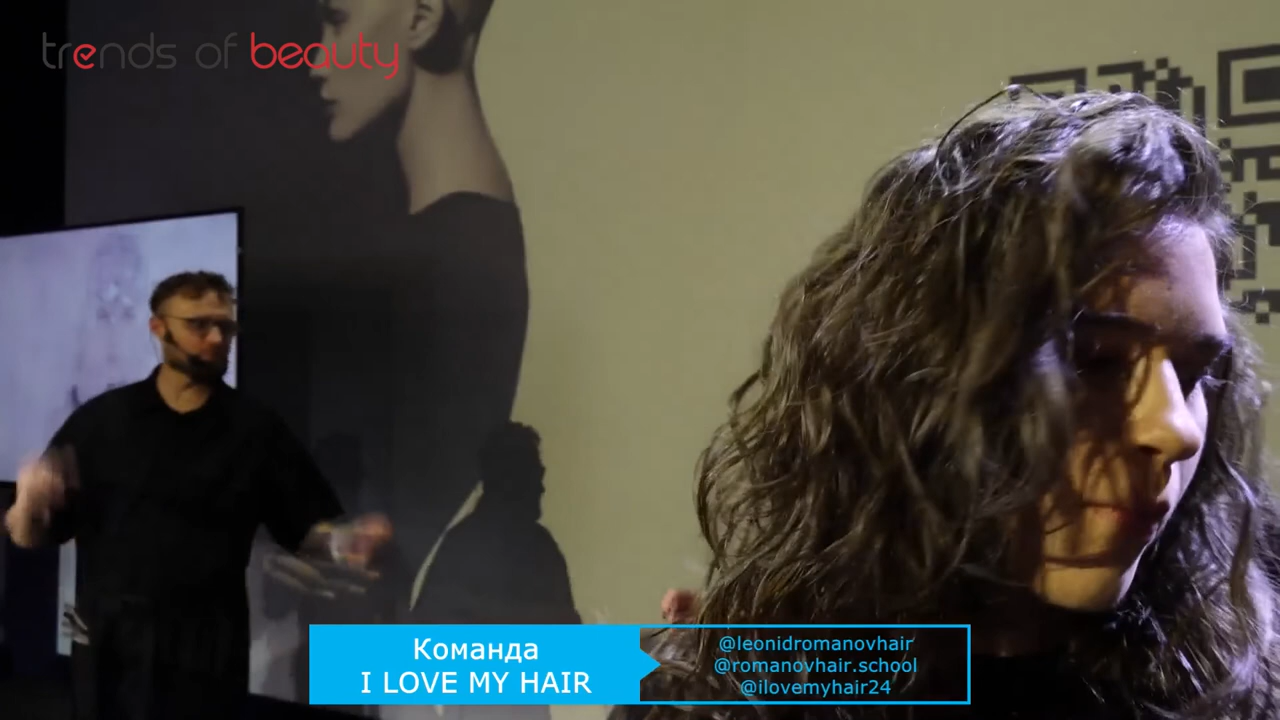 trends of beauty
Команда
I LOVE MY HAIR
@leonidromanovhair
@romanovhair.school
@ilovemyhair24